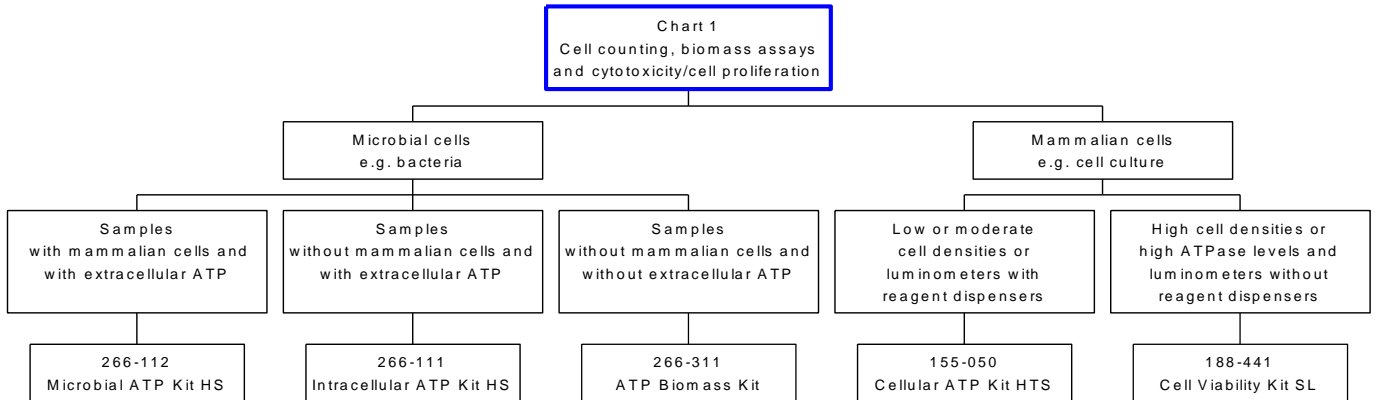 Chart 1
Cell counting, biomass assays
and cytotoxicity/cell proliferation
Microbial cells
e.g. bacteria
Mammalian cells
e.g. cell culture
Samples
with mammalian cells and
with extracellular ATP
Samples
without mammalian cells and
with extracellular ATP
Samples
without mammalian cells and
without extracellular ATP
Low or moderate
cell densities or
luminometers with
reagent dispensers
High cell densities or
high ATPase levels and
luminometers without
reagent dispensers
266-112
Microbial ATP Kit HS
266-111
Intracellular ATP Kit HS
266-311
ATP Biomass Kit
155-050
Cellular ATP Kit HTS
188-441
Cell Viability Kit SL